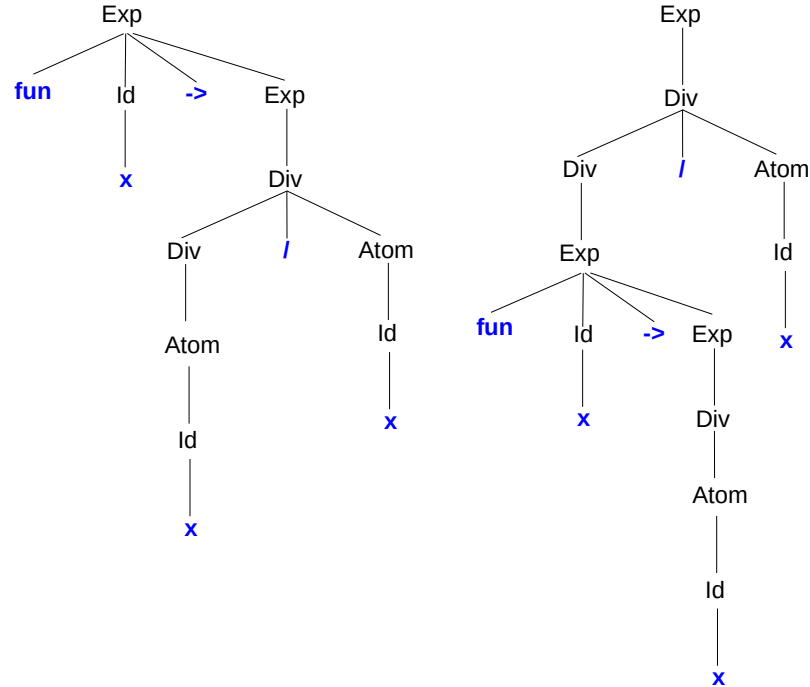 Exp Exp
fun Id -> Exp Div
x Div Div / Atom
Div / Atom Exp Id
Atom Id fun Id -> Exp x
Id x x Div
x Atom
Id
x